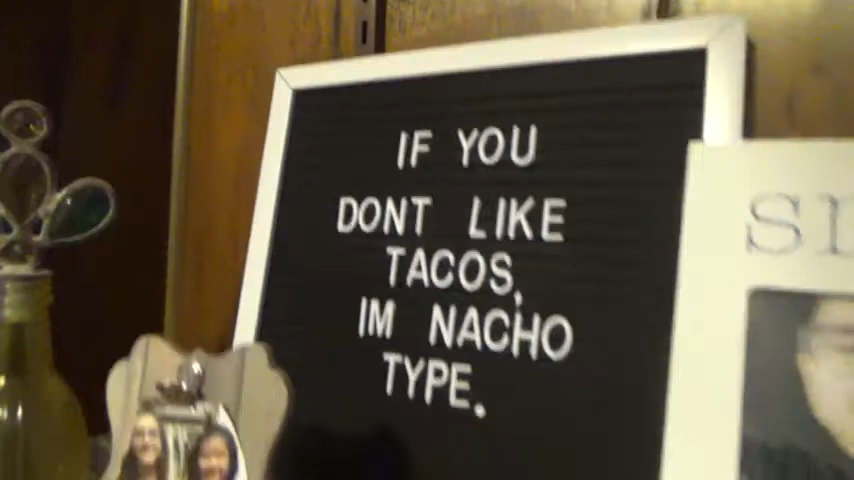 IF YOU
DONT LIKE
TACOS,
IM NACHO
TYPE.